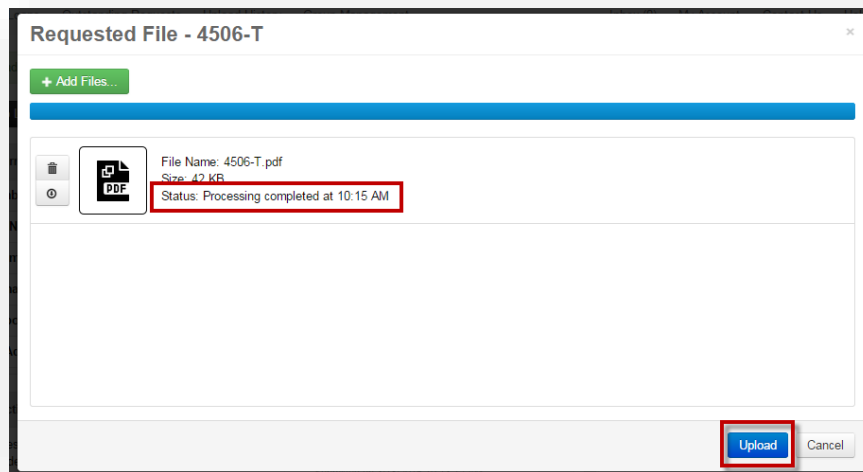 Requested File - 4506-T
×
+ Add Files...
File Name: 4506-T.pdf
Size: 42 KB
PDF
Status: Processing completed at 10:15 AM
Upload
Cancel